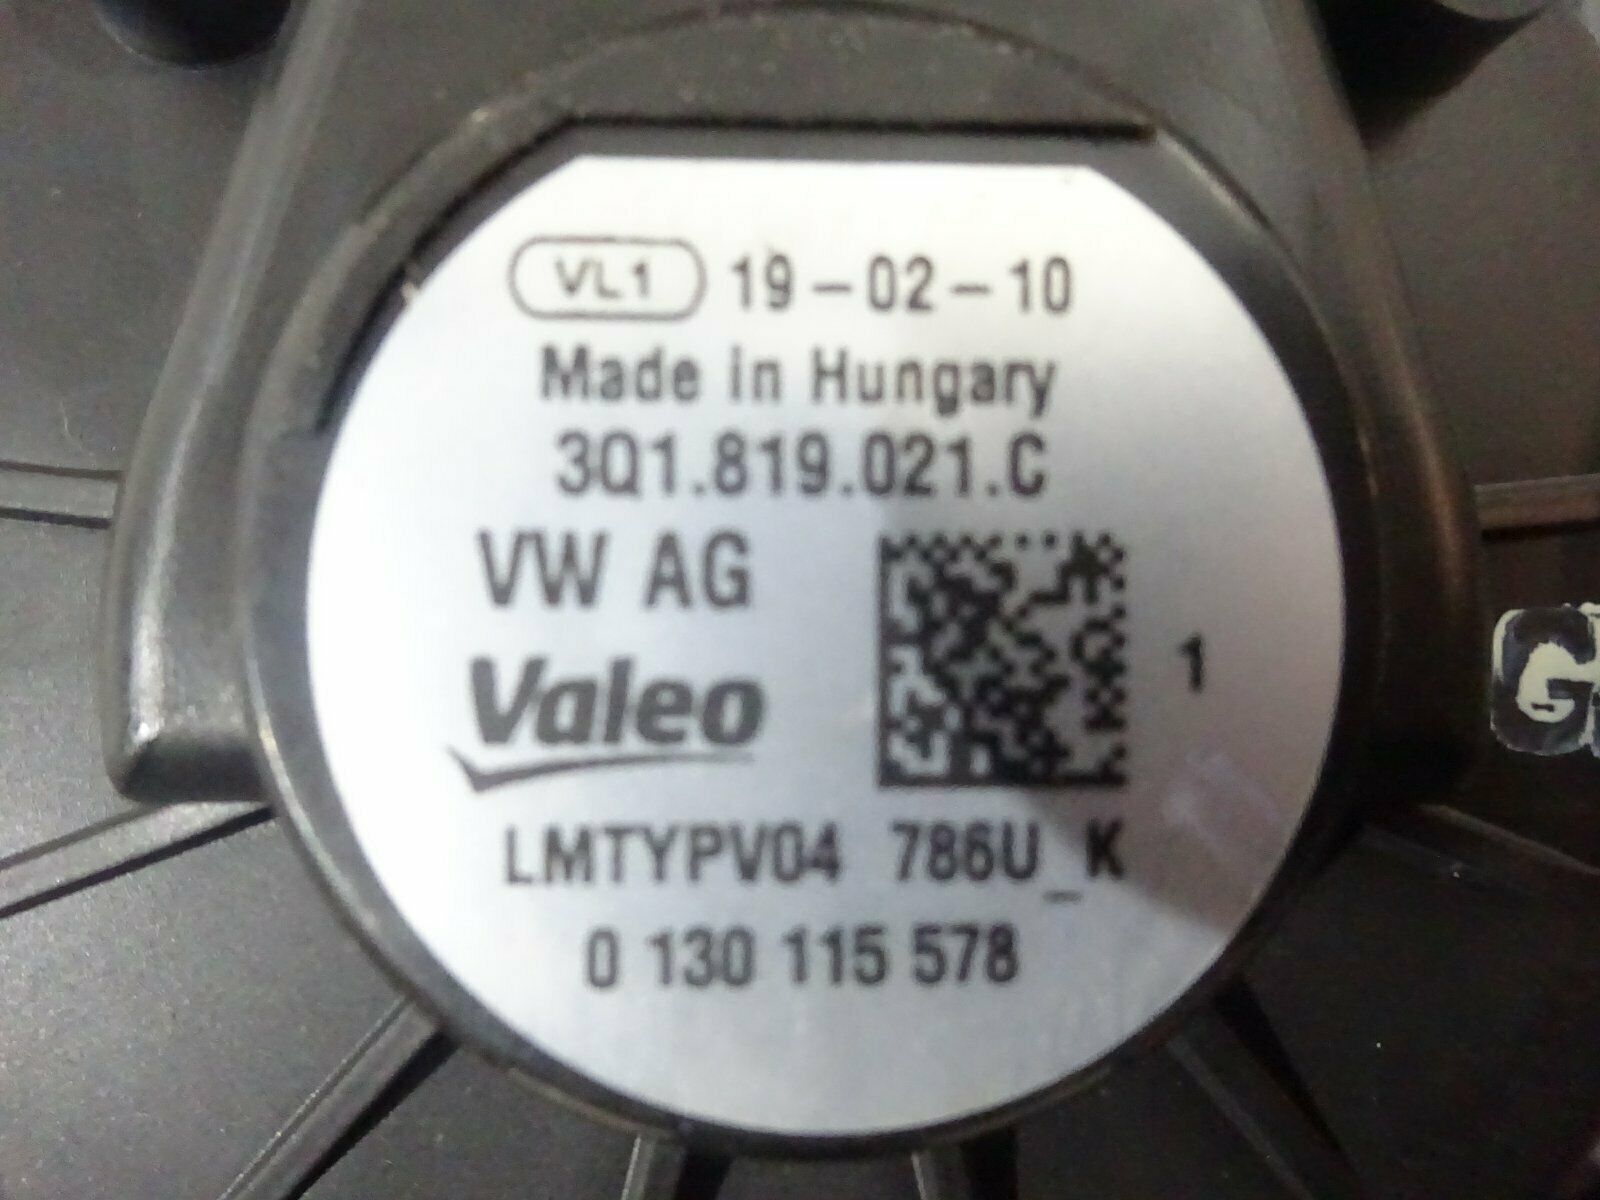 VL1 19-02-10
Made in Hungary
3Q1.819.021.C
VW AG
Valeo
1
LMTYPV04 786U_K
0 130 115 578
G